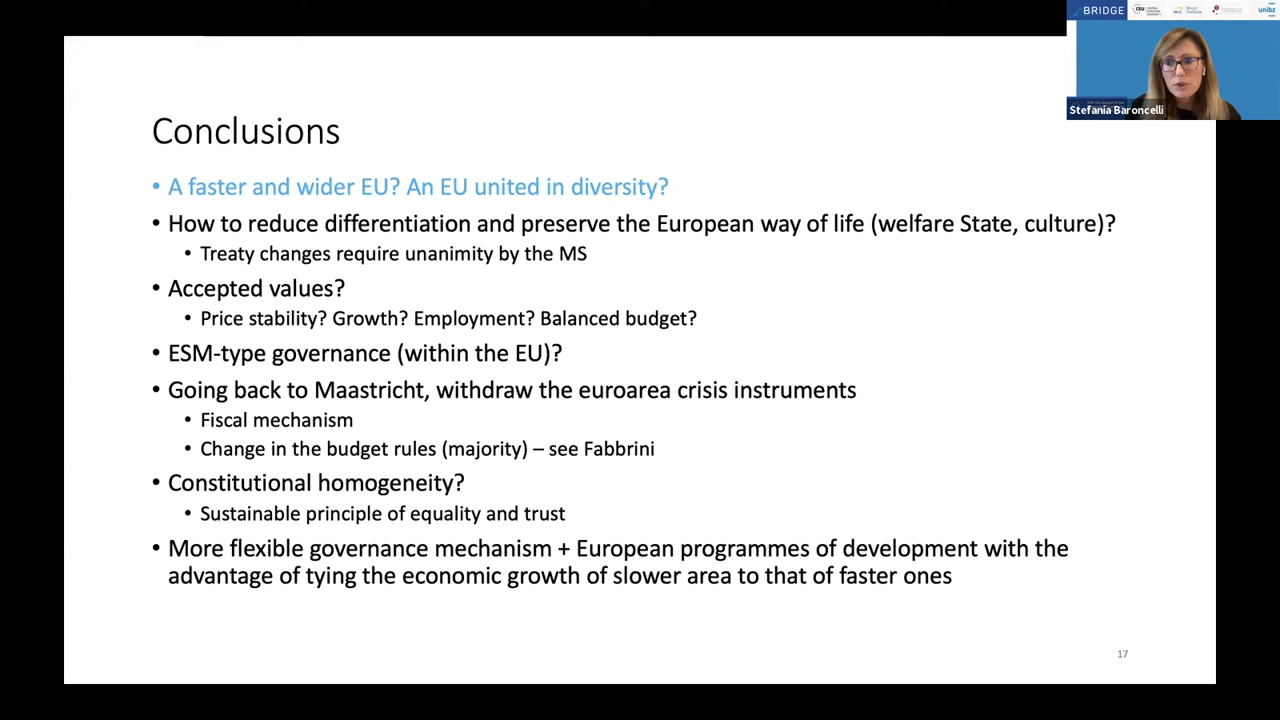 BRIDGE
CEU
unibz
Stefania Baroncelli
Conclusions
• A faster and wider EU? An EU united in diversity?
• How to reduce differentiation and preserve the European way of life (welfare State, culture)?
• Treaty changes require unanimity by the MS
• Accepted values?
• Price stability? Growth? Employment? Balanced budget?
• ESM-type governance (within the EU)?
• Going back to Maastricht, withdraw the euroarea crisis instruments
• Fiscal mechanism
• Change in the budget rules (majority) – see Fabbrini
• Constitutional homogeneity?
• Sustainable principle of equality and trust
• More flexible governance mechanism + European programmes of development with the
advantage of tying the economic growth of slower area to that of faster ones
17